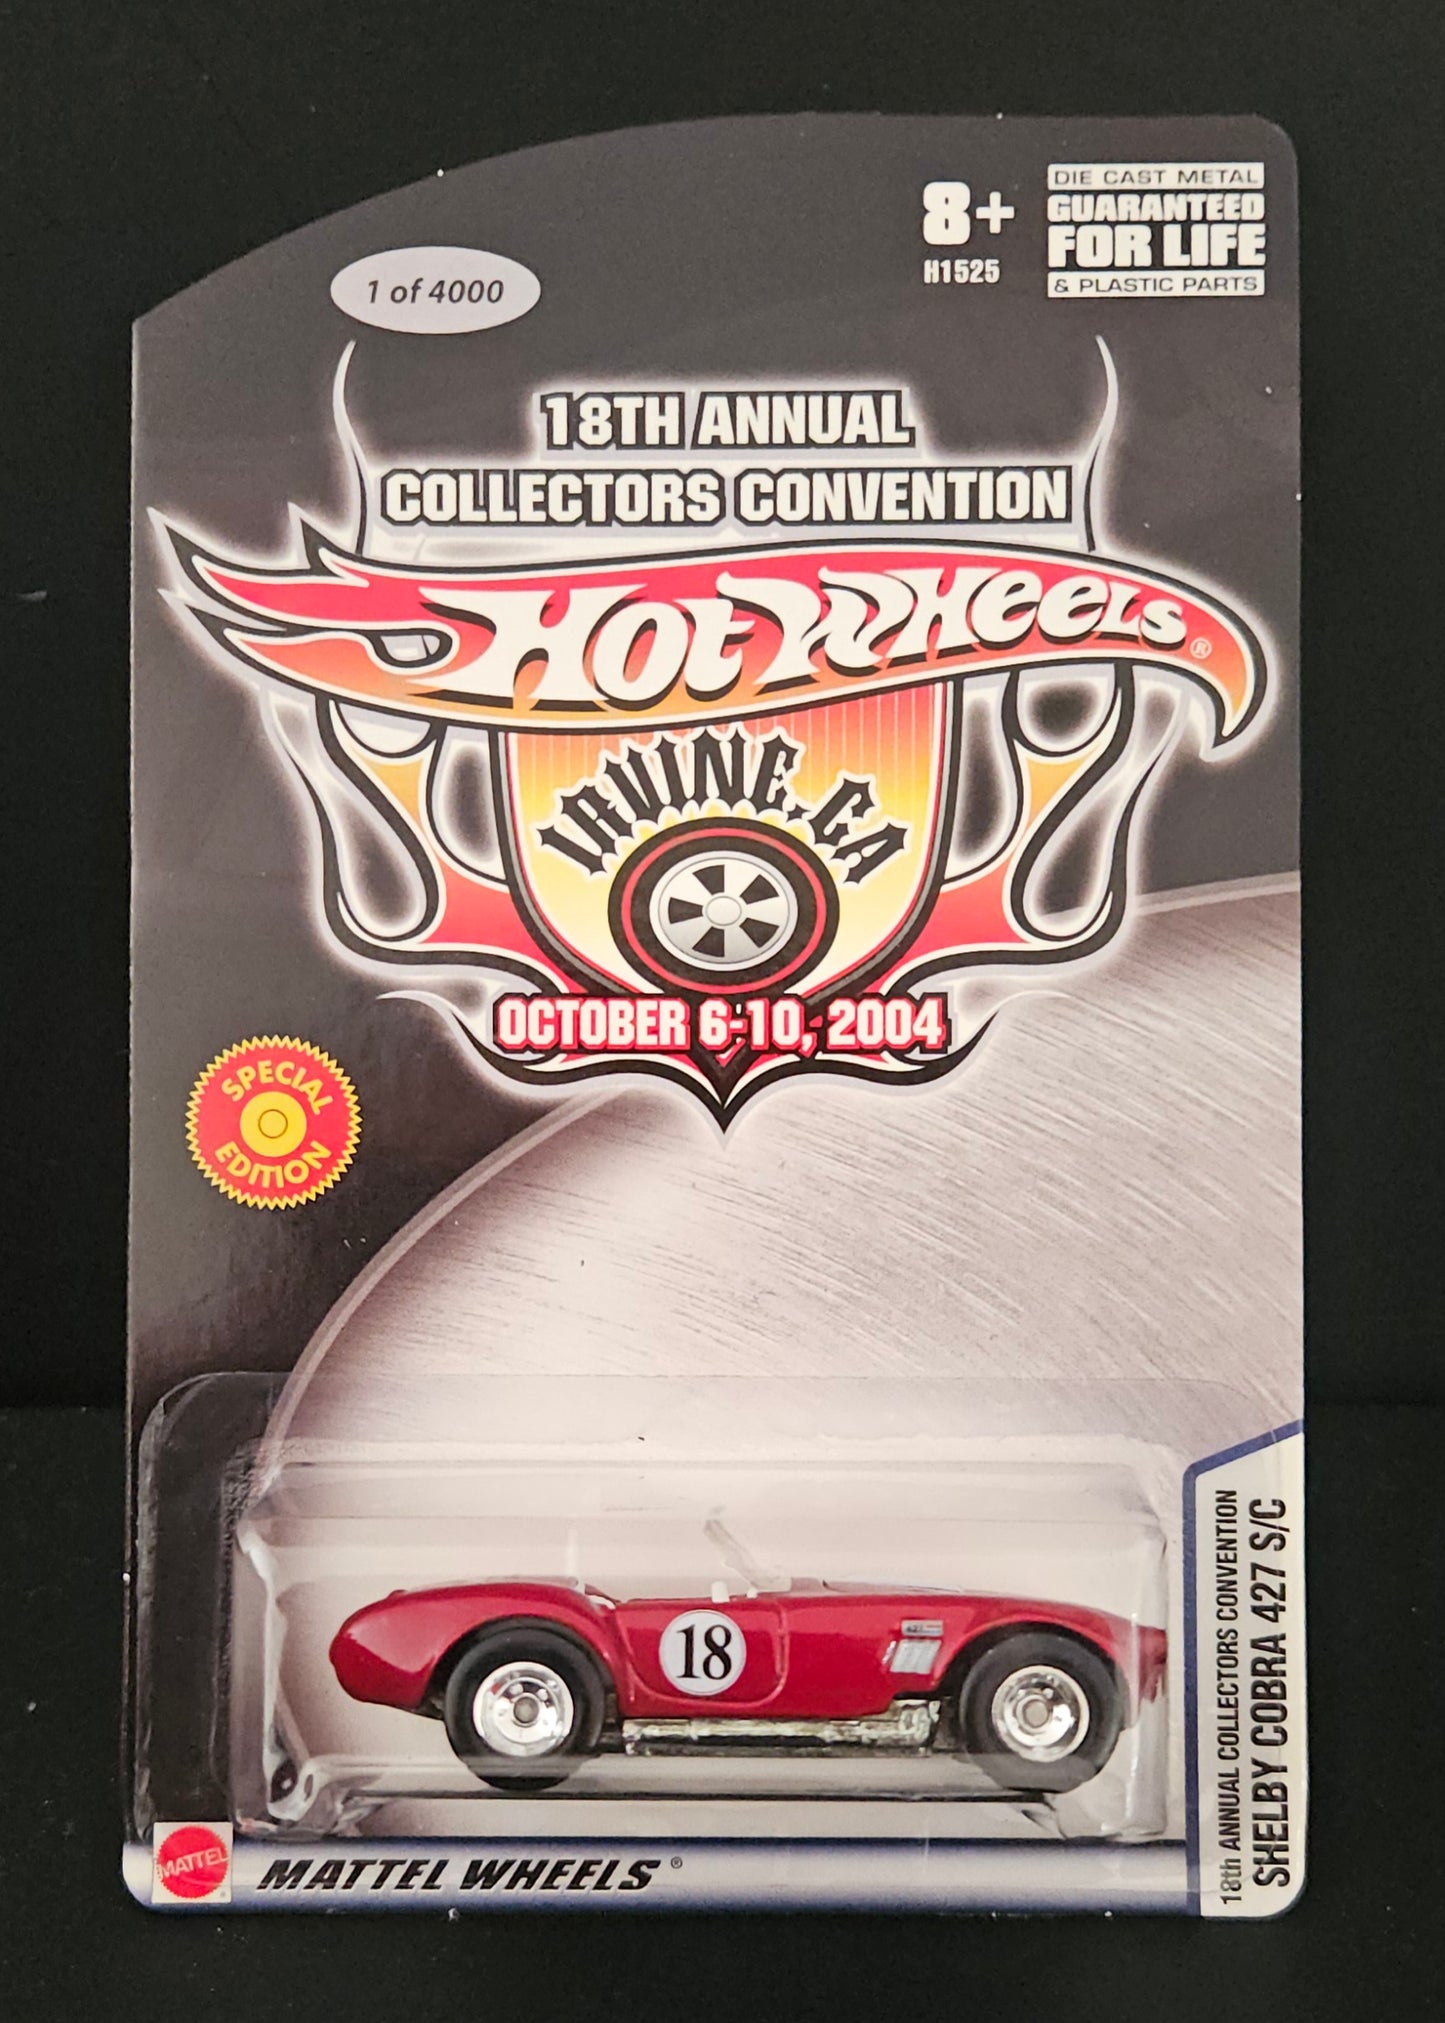 8+
H1525
DIE CAST METAL
GUARANTEED
FOR LIFE
& PLASTIC PARTS
1 of 4000
18TH ANNUAL
COLLECTORS CONVENTION
HOT WHEELS®
IRVINE, CA
OCTOBER 6-10, 2004
SPECIAL
EDITION
18
427
18th ANNUAL COLLECTORS CONVENTION
SHELBY COBRA 427 S/C
MATTEL
MATTEL WHEELS®